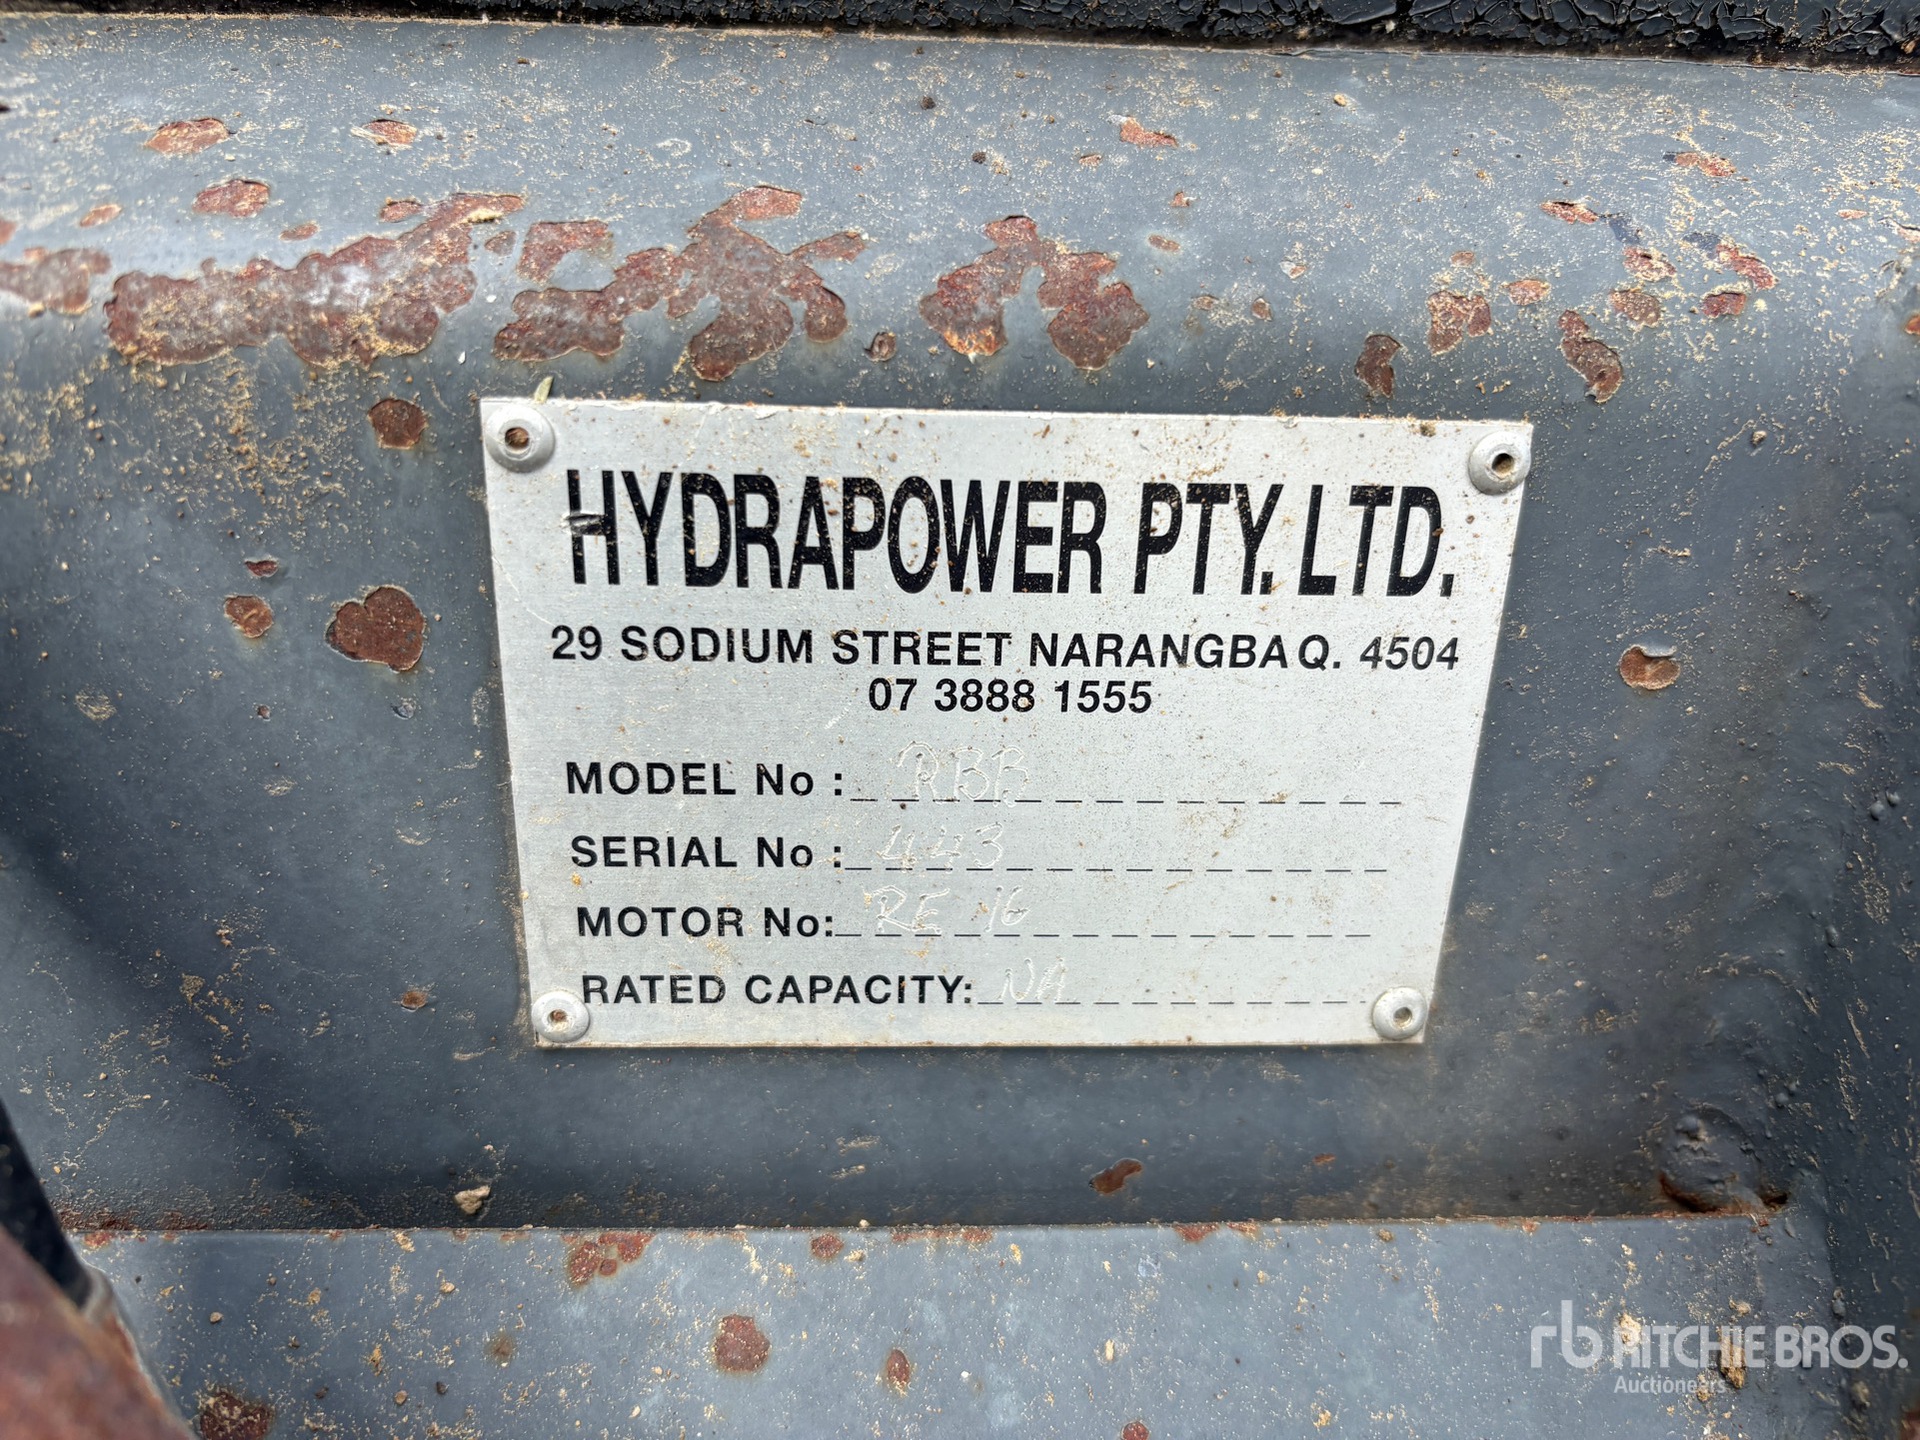 HYDRAPOWER PTY. LTD.
29 SODIUM STREET NARANGBA Q. 4504
07 3888 1555
MODEL No : RBB
SERIAL No : 443
MOTOR No: RE 16
RATED CAPACITY: NA
rb RITCHIE BROS.
Auctioneers